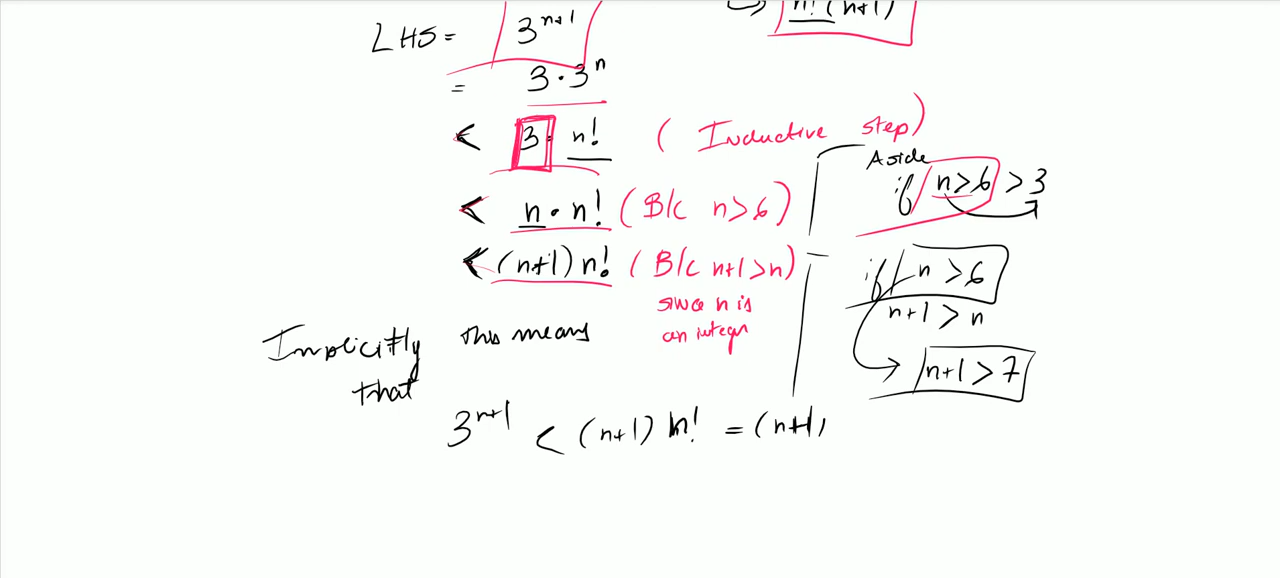 n! (n+1)
LHS = 3^{n+1}
= 3 · 3^n
< 3 · n! ( Inductive step)
< n · n! ( B/c n>6)
< (n+1) n! ( B/c n+1>n)
since n is
an integr
Aside
if n>6 >3
if n >6
n+1 > n
n+1 > 7
Implicitly this means
that
3^{n+1} < (n+1) n! = (n+1)